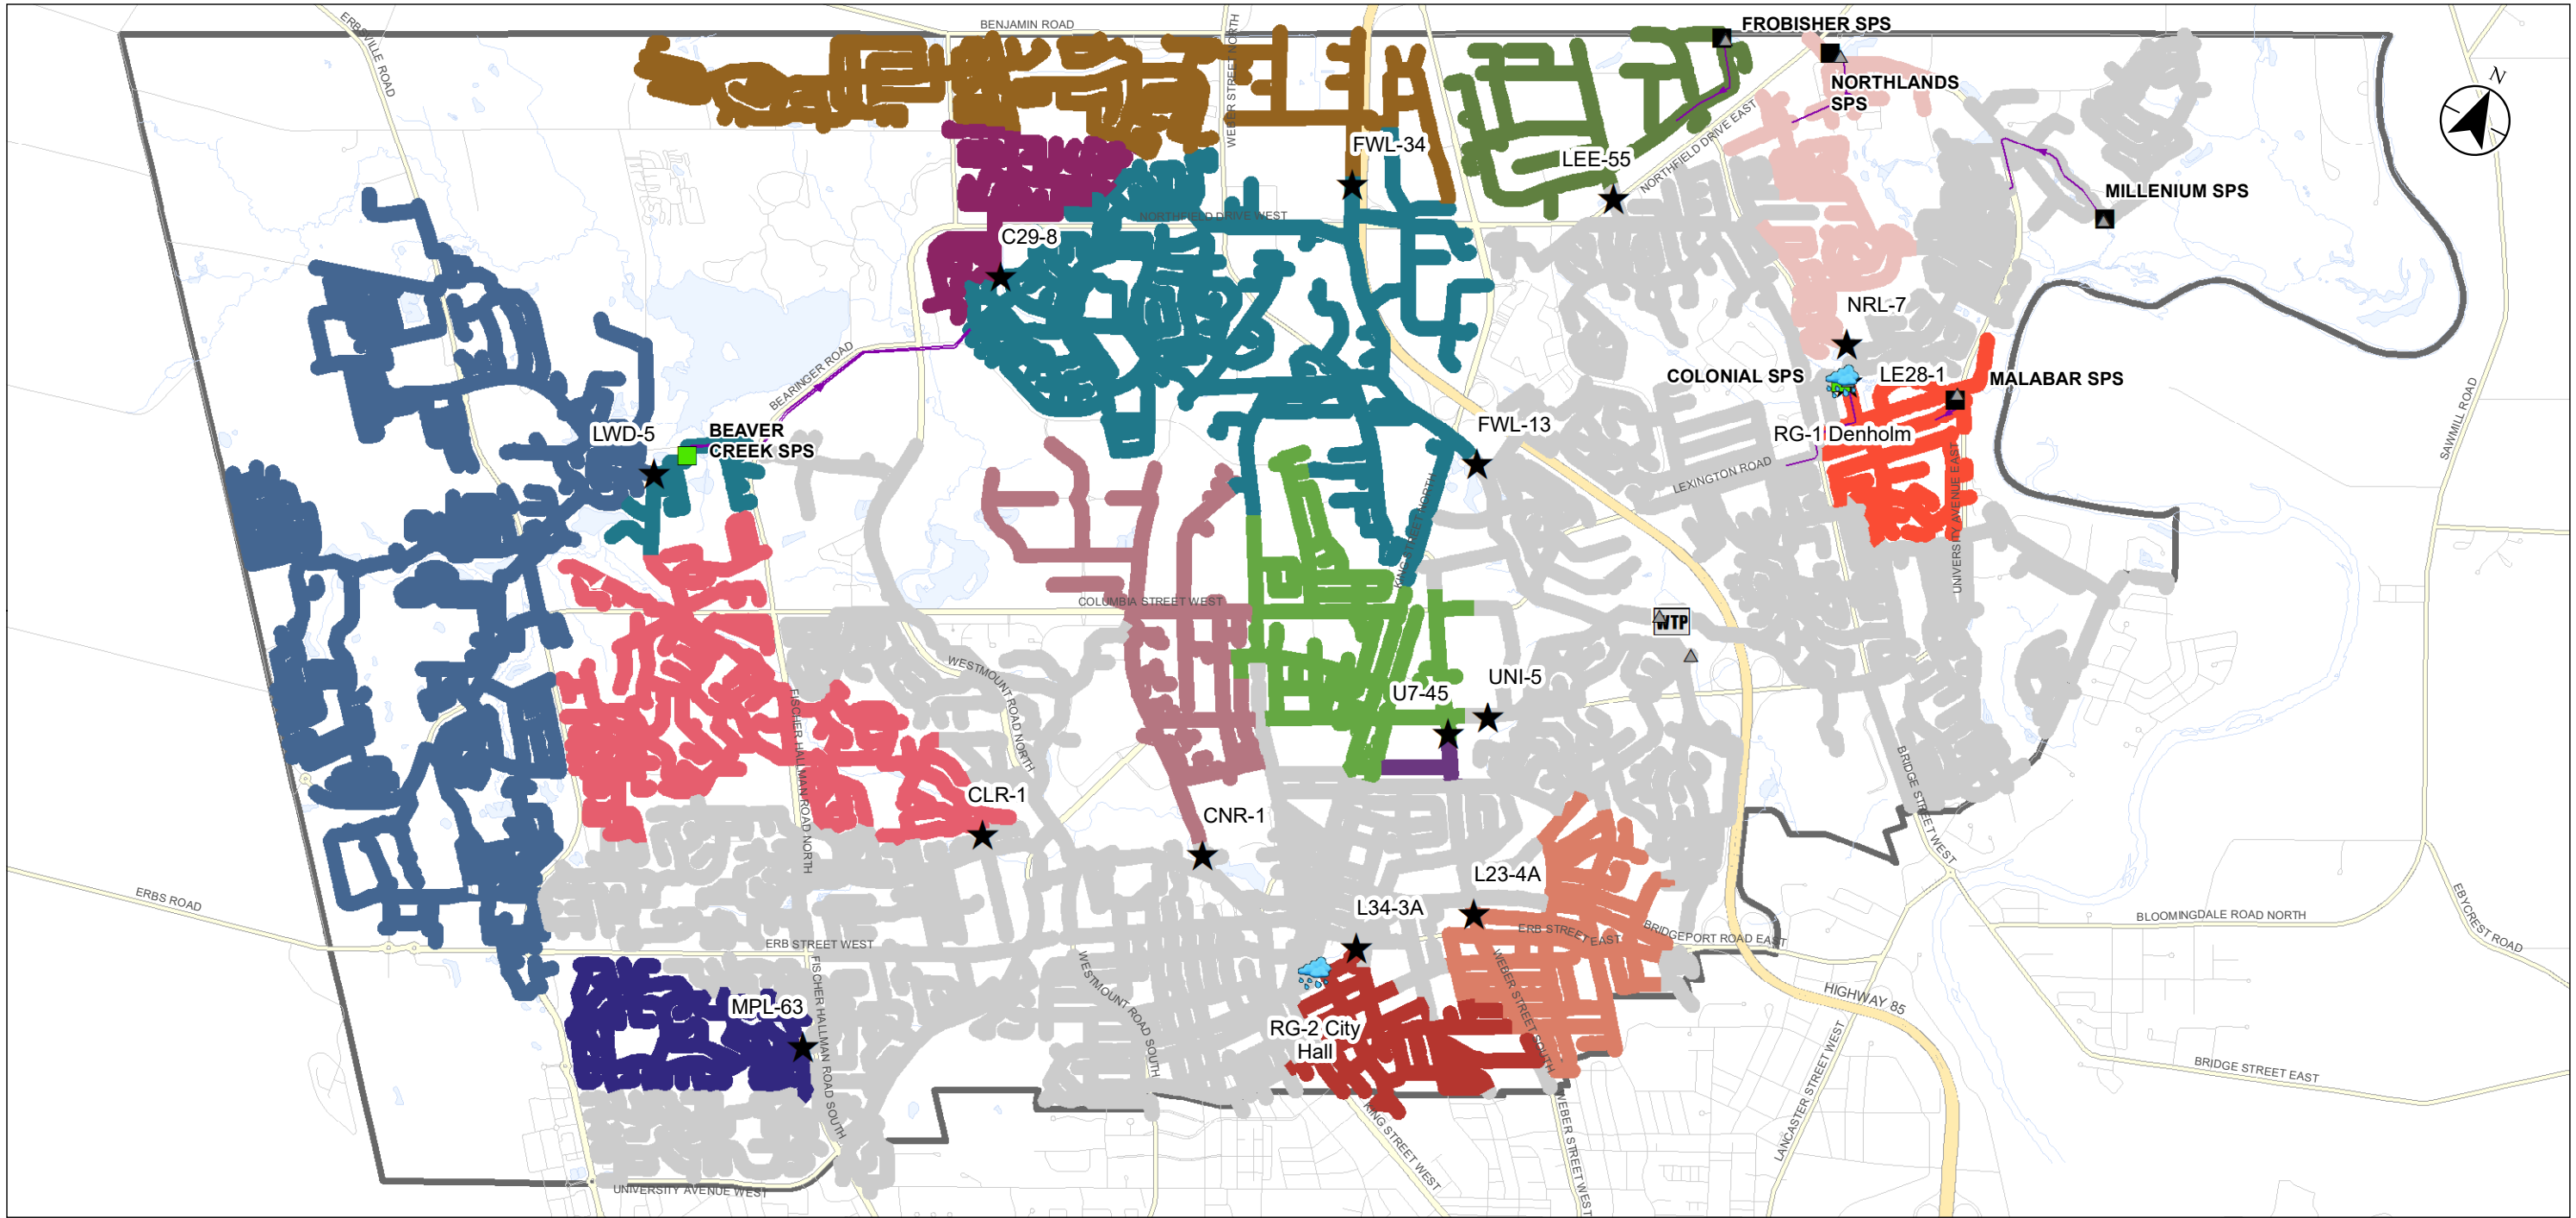 BENJAMIN ROAD
FROBISHER SPS
ERBSVILLE ROAD
WEBER STREET NORTH
N
NORTHLANDS
SPS
FWL-34
LEE-55
NORTHFIELD DRIVE EAST
MILLENIUM SPS
NORTHFIELD DRIVE WEST
C29-8
NRL-7
BEARINGER ROAD
COLONIAL SPS
LE28-1
MALABAR SPS
SAWMILL ROAD
LWD-5
BEAVER
CREEK SPS
FWL-13
RG-1 Denholm
LEXINGTON ROAD
KING STREET NORTH
UNIVERSITY AVENUE EAST
COLUMBIA STREET WEST
WTP
WESTMOUNT ROAD NORTH
UNI-5
U7-45
FISCHER HALLMAN ROAD NORTH
CLR-1
CNR-1
BRIDGE STREET WEST
L23-4A
ERBS ROAD
L34-3A
ERB STREET EAST
BRIDGEPORT ROAD EAST
BLOOMINGDALE ROAD NORTH
EBYCREST ROAD
ERB STREET WEST
FISCHER HALLMAN ROAD SOUTH
WESTMOUNT ROAD SOUTH
WEBER STREET SOUTH
MPL-63
HIGHWAY 85
RG-2 City
Hall
LANCASTER STREET WEST
BRIDGE STREET EAST
KING STREET WEST
WEBER STREET WEST
UNIVERSITY AVENUE WEST